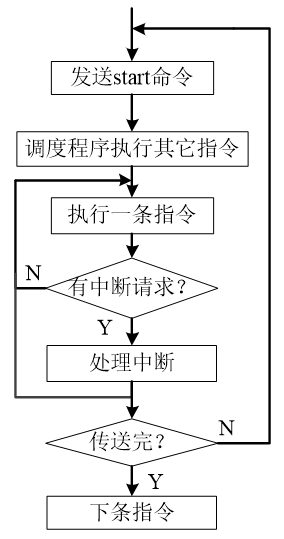 发送start命令
调度程序执行其它指令
执行一条指令
N
有中断请求？
Y
处理中断
传送完？
N
Y
下条指令